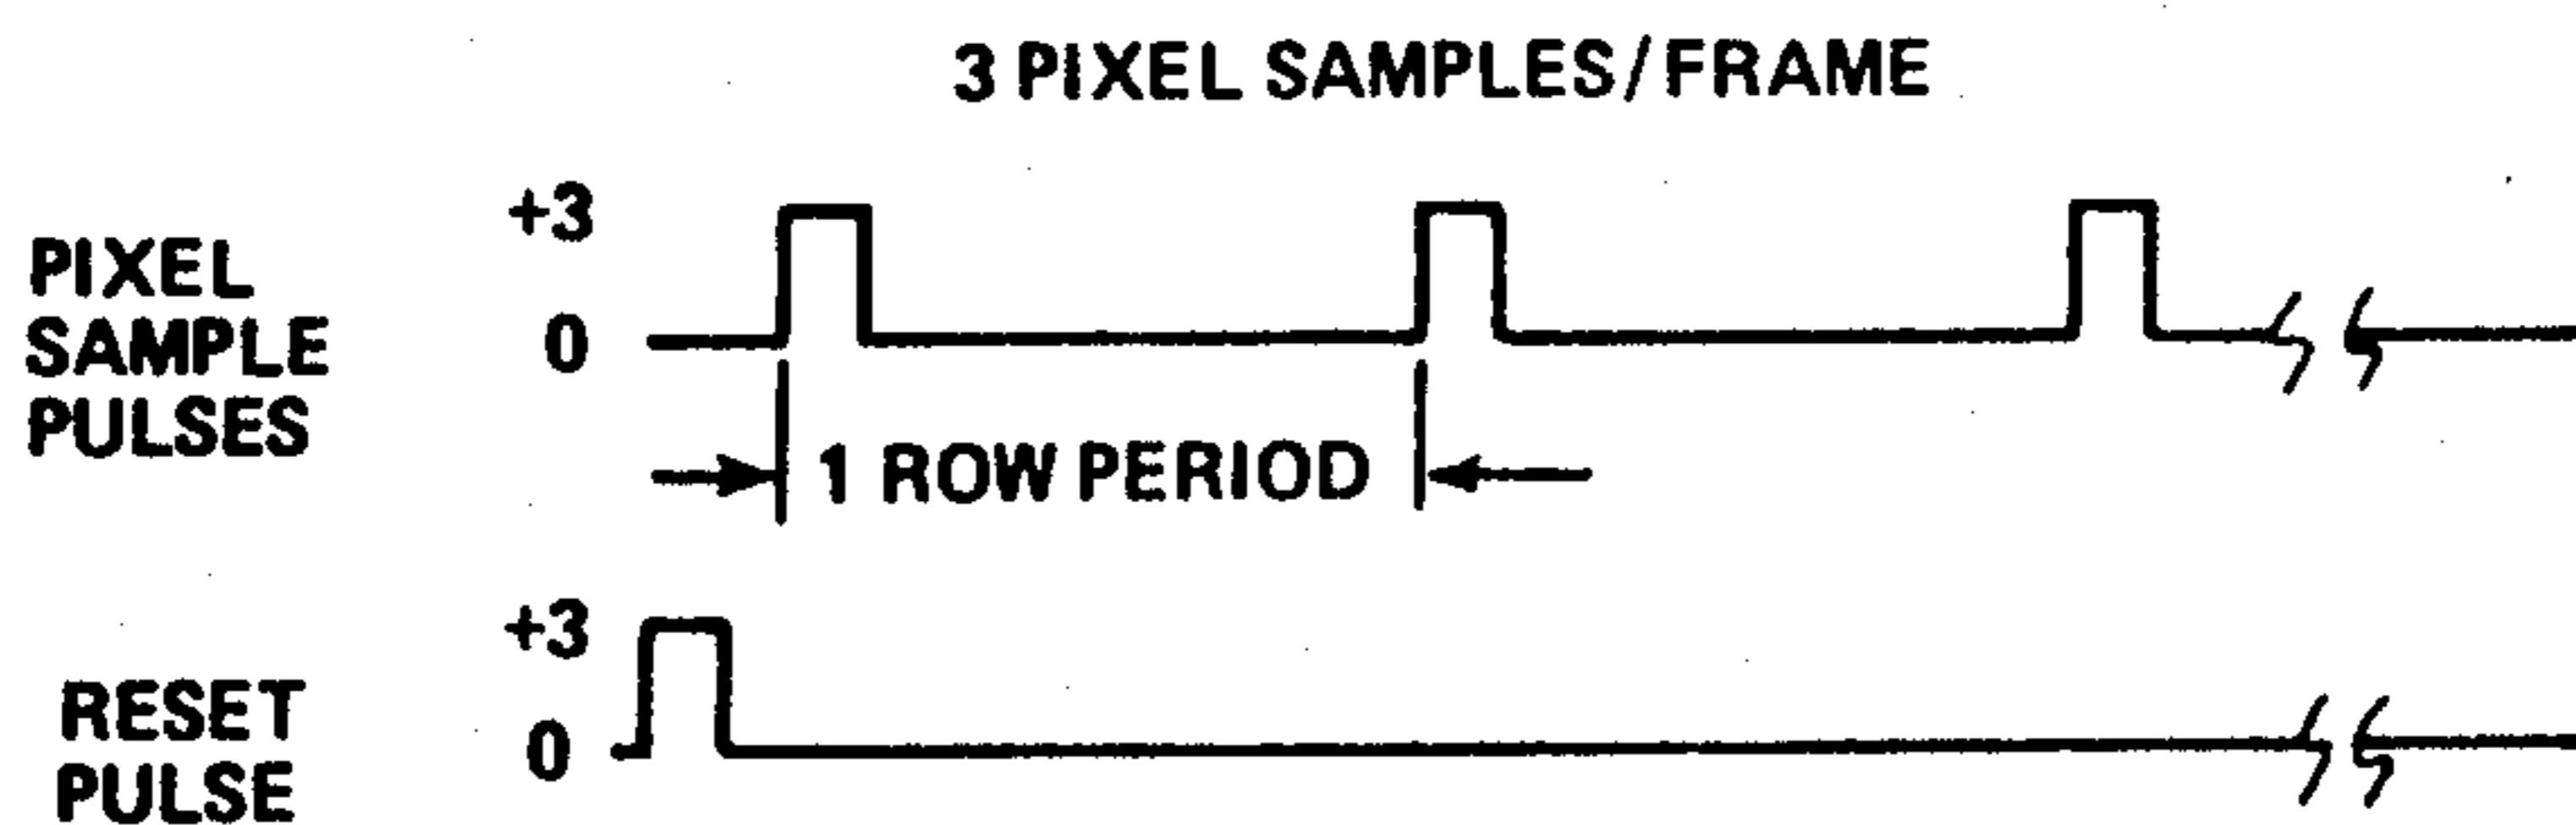 3 PIXEL SAMPLES/FRAME
+3
PIXEL
SAMPLE
PULSES
0
1 ROW PERIOD
+3
RESET
PULSE
0